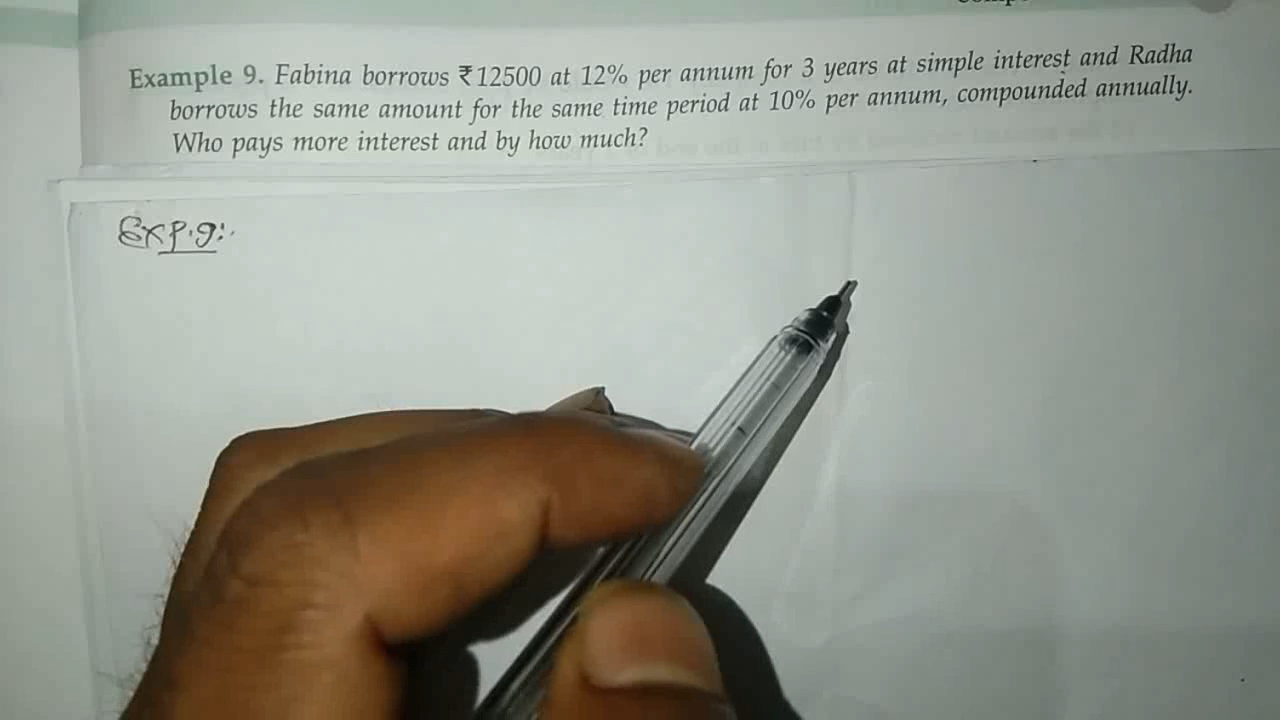 Example 9. Fabina borrows ₹12500 at 12% per annum for 3 years at simple interest and Radha
borrows the same amount for the same time period at 10% per annum, compounded annually.
Who pays more interest and by how much?
Exp.9:.